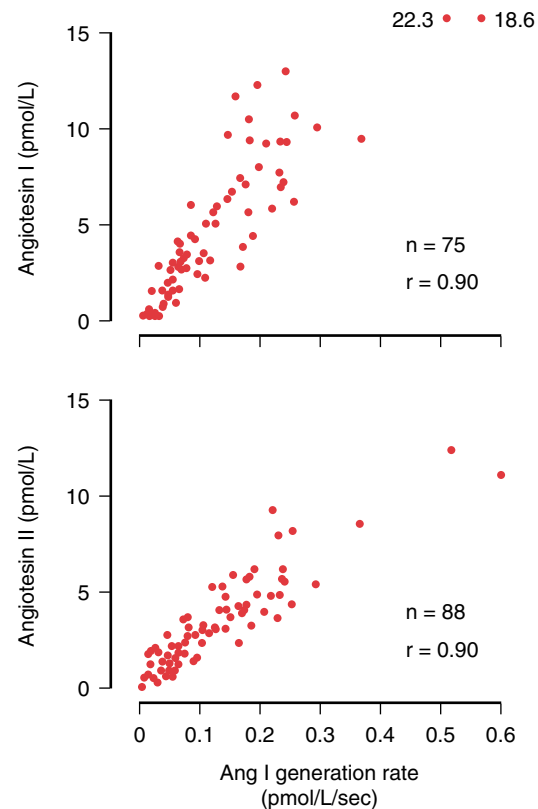 22.3 18.6
15
10
5
0
Angiotesin I (pmol/L)
n = 75
r = 0.90
15
10
5
0
Angiotesin II (pmol/L)
n = 88
r = 0.90
0 0.1 0.2 0.3 0.4 0.5 0.6
Ang I generation rate
(pmol/L/sec)